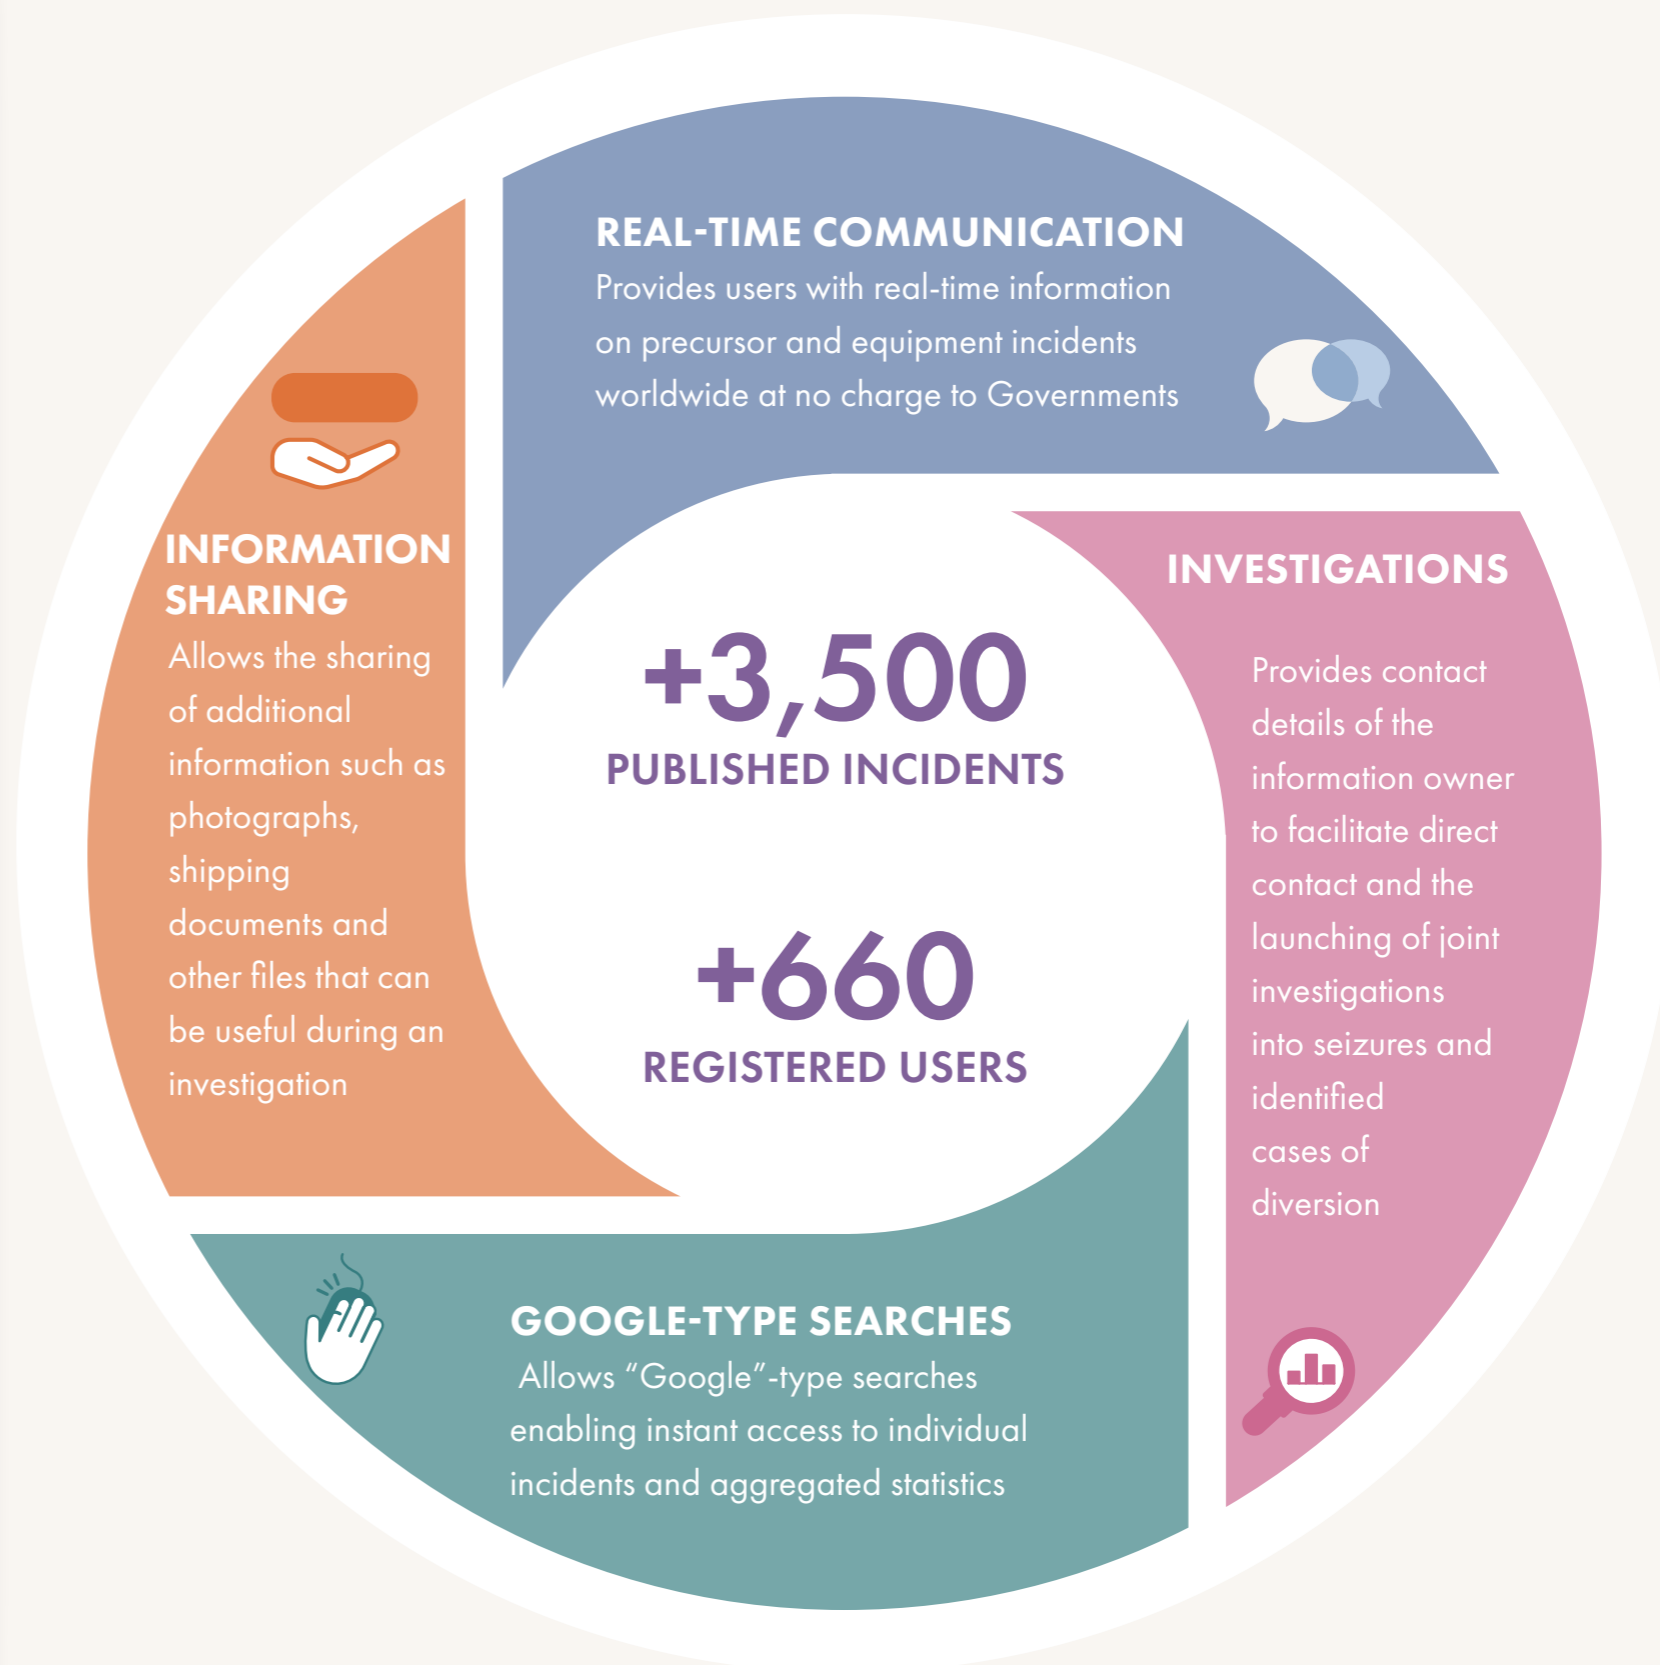 REAL-TIME COMMUNICATION
Provides users with real-time information
on precursor and equipment incidents
worldwide at no charge to Governments
INFORMATION
SHARING
Allows the sharing
of additional
information such as
photographs,
shipping
documents and
other files that can
be useful during an
investigation
+3,500
PUBLISHED INCIDENTS
+660
REGISTERED USERS
INVESTIGATIONS
Provides contact
details of the
information owner
to facilitate direct
contact and the
launching of joint
investigations
into seizures and
identified
cases of
diversion
GOOGLE-TYPE SEARCHES
Allows “Google”-type searches
enabling instant access to individual
incidents and aggregated statistics